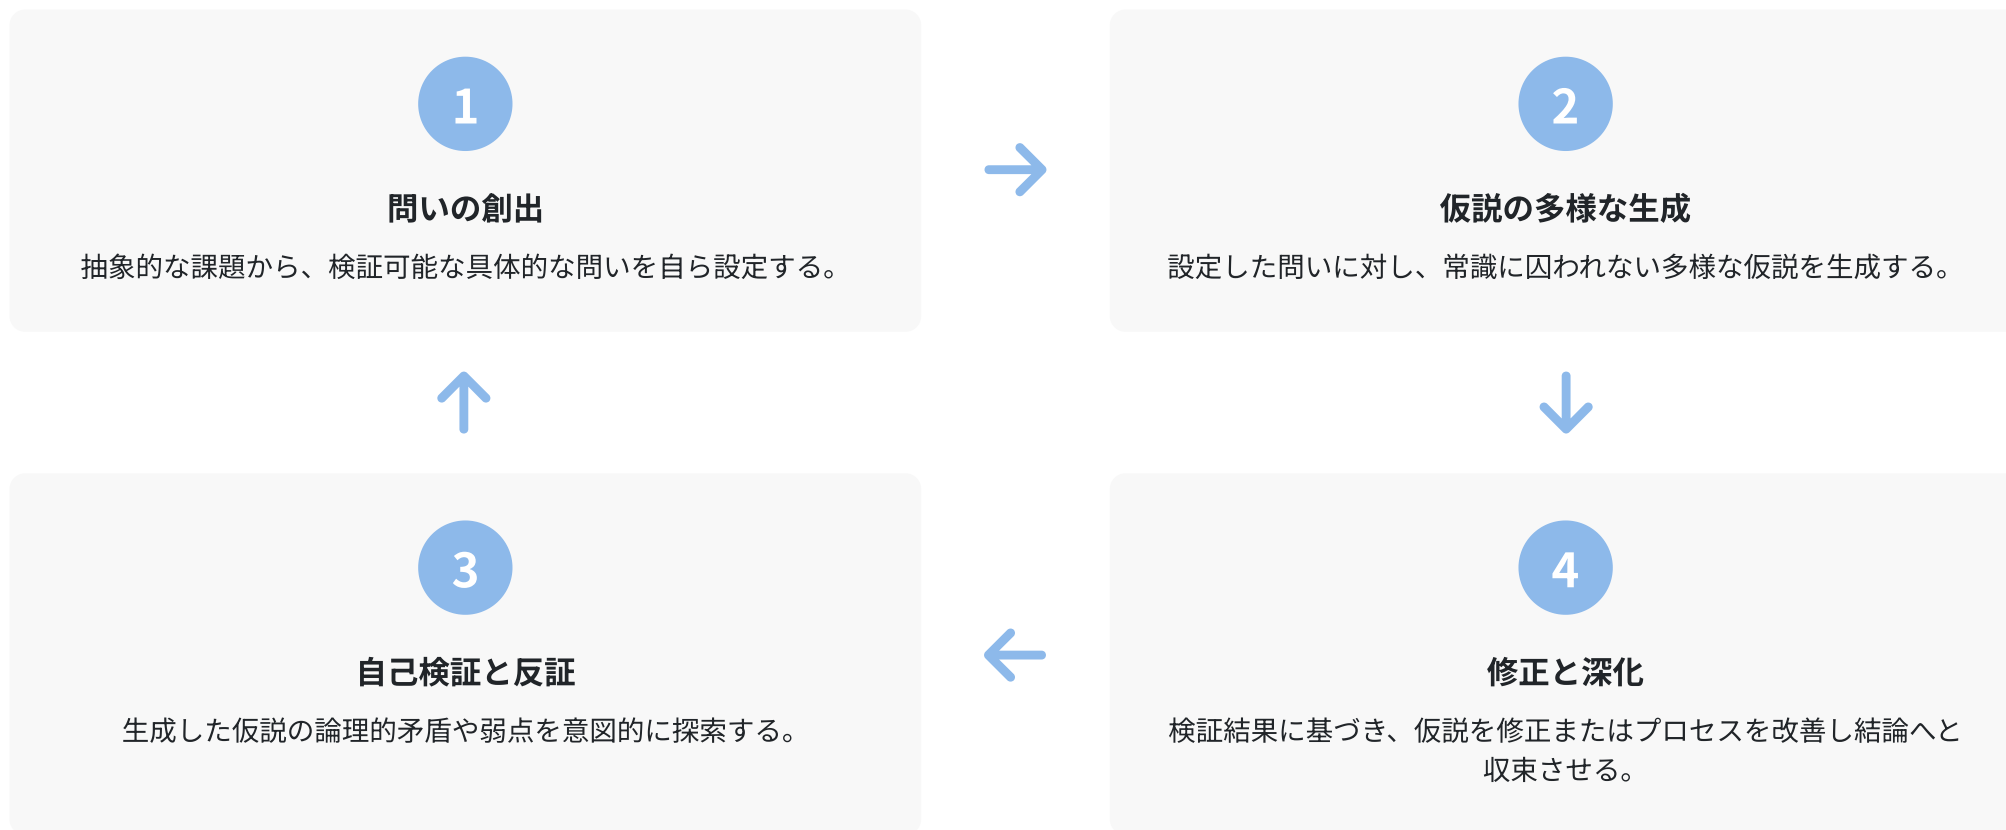 1
問いの創出
抽象的な課題から、検証可能な具体的な問いを自ら設定する。
2
仮説の多様な生成
設定した問いに対し、常識に囚われない多様な仮説を生成する。
3
自己検証と反証
生成した仮説の論理的矛盾や弱点を意図的に探索する。
4
修正と深化
検証結果に基づき、仮説を修正またはプロセスを改善し結論へと
収束させる。